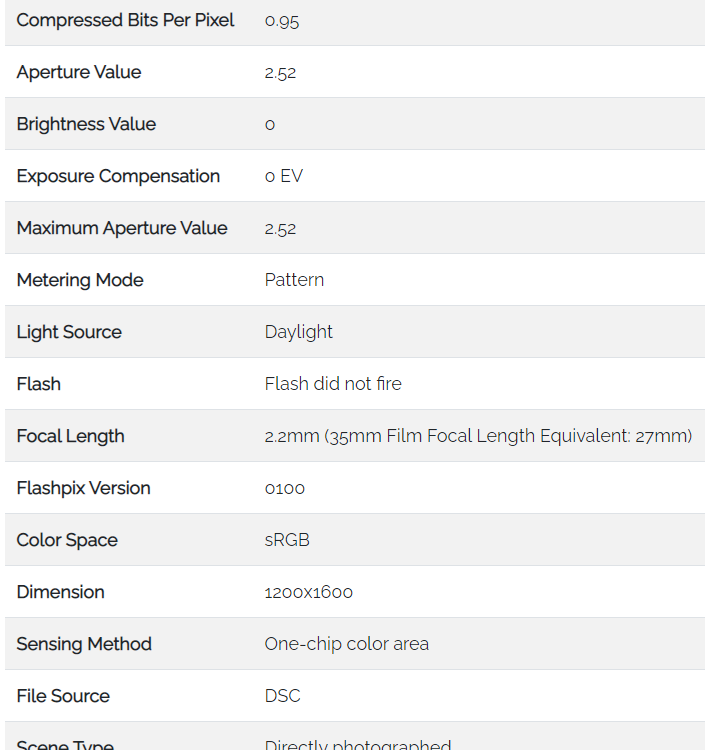 Compressed Bits Per Pixel 0.95
Aperture Value 2.52
Brightness Value 0
Exposure Compensation 0 EV
Maximum Aperture Value 2.52
Metering Mode Pattern
Light Source Daylight
Flash Flash did not fire
Focal Length 2.2mm (35mm Film Focal Length Equivalent: 27mm)
Flashpix Version 0100
Color Space sRGB
Dimension 1200x1600
Sensing Method One-chip color area
File Source DSC
Scene Type Directly photographed